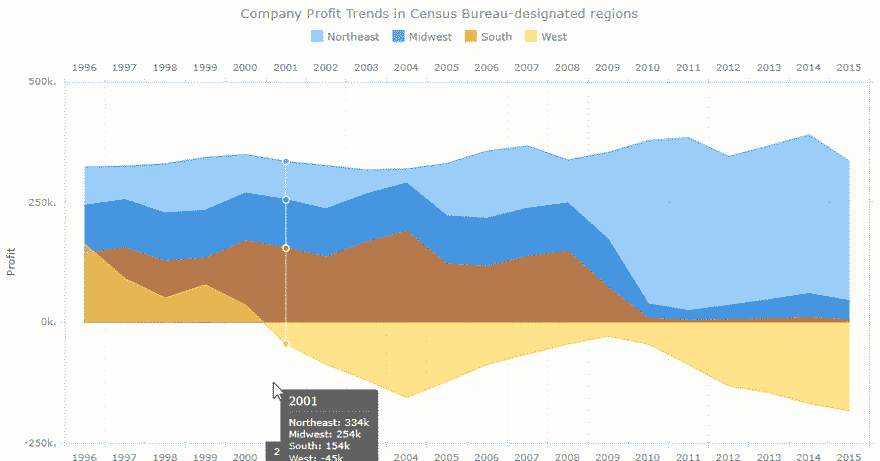 Company Profit Trends in Census Bureau-designated regions
Northeast Midwest South West
1996 1997 1998 1999 2000 2001 2002 2003 2004 2005 2006 2007 2008 2009 2010 2011 2012 2013 2014 2015
500k.
250k.
Profit
0k.
2001
Northeast: 334k
Midwest: 254k
South: 154k
-250k.
2
West: -45k
1996 1997 1998 1999 2000 2002 2003 2004 2005 2006 2007 2008 2009 2010 2011 2012 2013 2014 2015